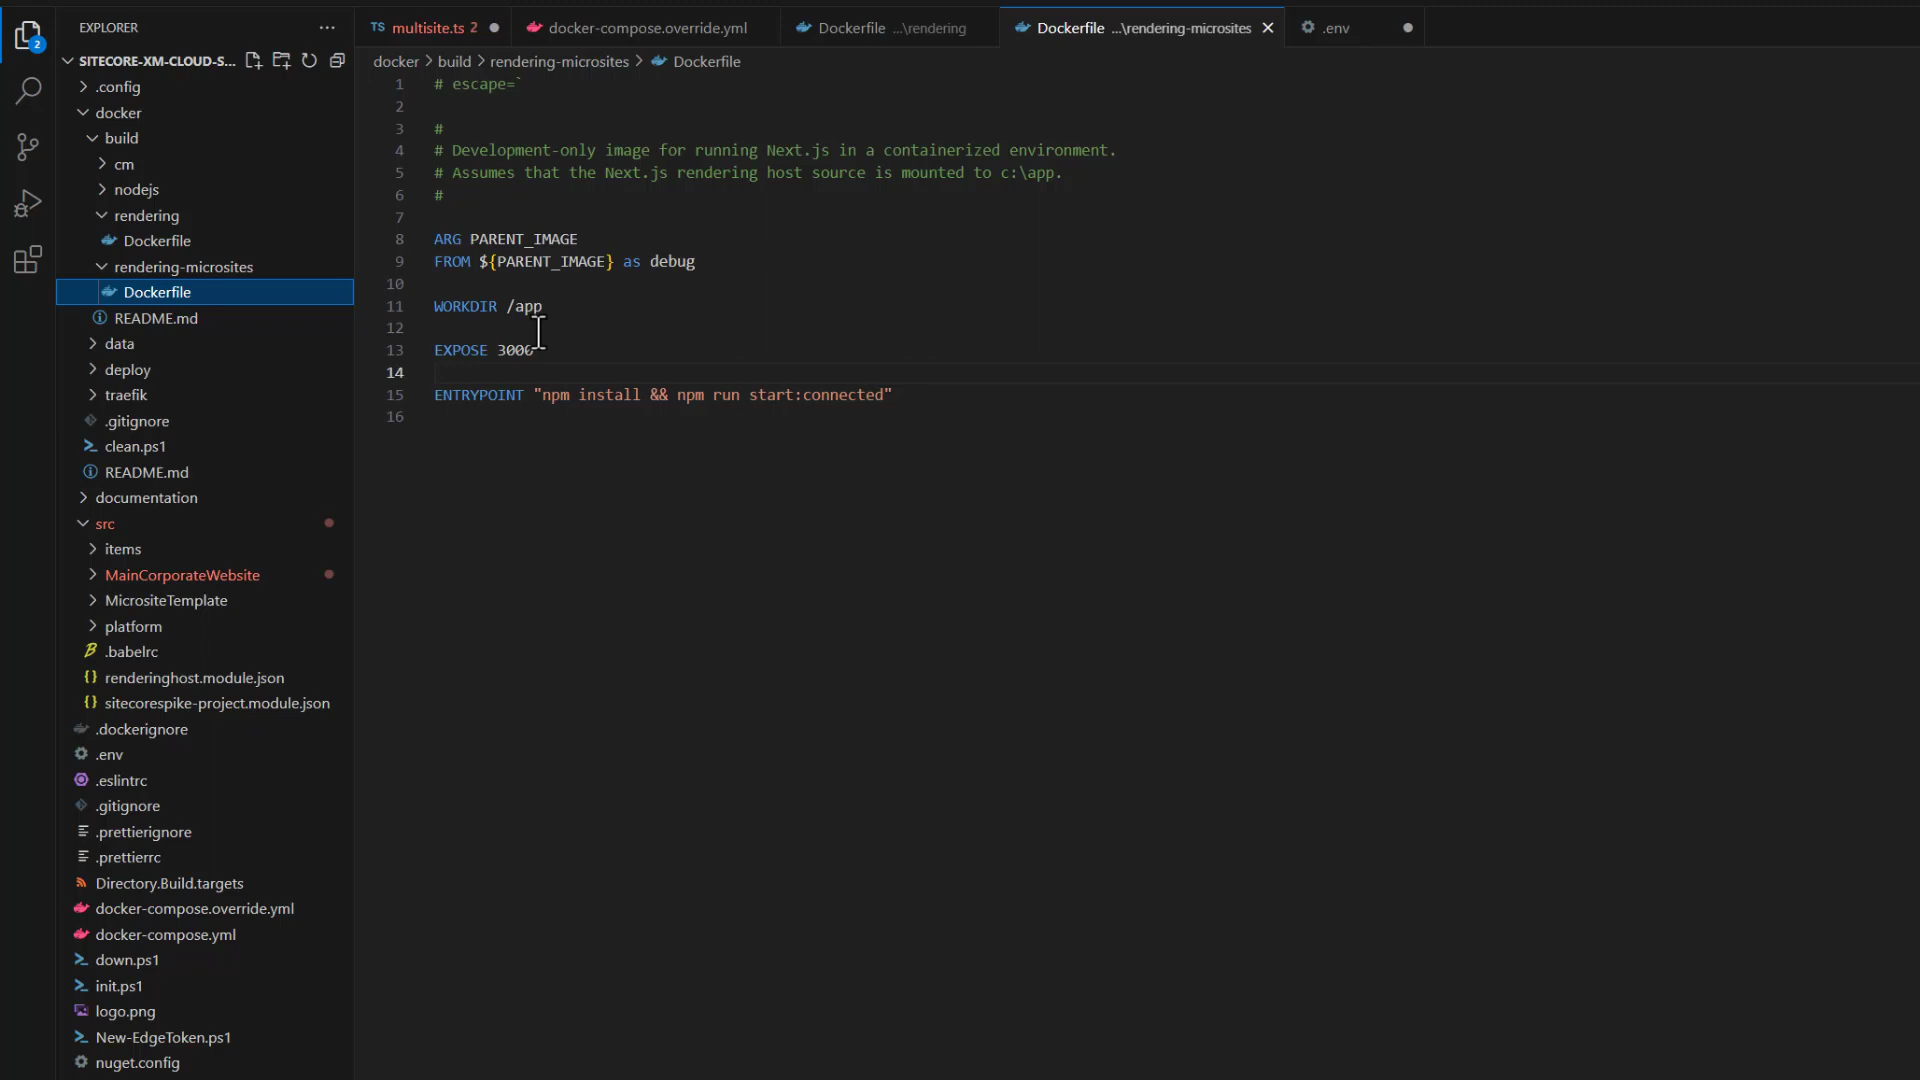 EXPLORER
SITECORE-XM-CLOUD-S...
2
.config
docker
build
cm
nodejs
rendering
Dockerfile
rendering-microsites
Dockerfile
README.md
data
deploy
traefik
.gitignore
clean.ps1
README.md
documentation
src
items
MainCorporateWebsite
MicrositeTemplate
platform
.babelrc
renderinghost.module.json
sitecorespike-project.module.json
.dockerignore
.env
.eslintrc
.gitignore
.prettierignore
.prettierrc
Directory.Build.targets
docker-compose.override.yml
docker-compose.yml
down.ps1
init.ps1
logo.png
New-EdgeToken.ps1
nuget.config
TS multisite.ts 2
docker-compose.override.yml
Dockerfile ...\rendering
Dockerfile ...\rendering-microsites
.env
docker > build > rendering-microsites > Dockerfile
1 # escape=`
2
3 #
4 # Development-only image for running Next.js in a containerized environment.
5 # Assumes that the Next.js rendering host source is mounted to c:\app.
6 #
7
8 ARG PARENT_IMAGE
9 FROM ${PARENT_IMAGE} as debug
10
11 WORKDIR /app
12
13 EXPOSE 3000
14
15 ENTRYPOINT "npm install && npm run start:connected"
16